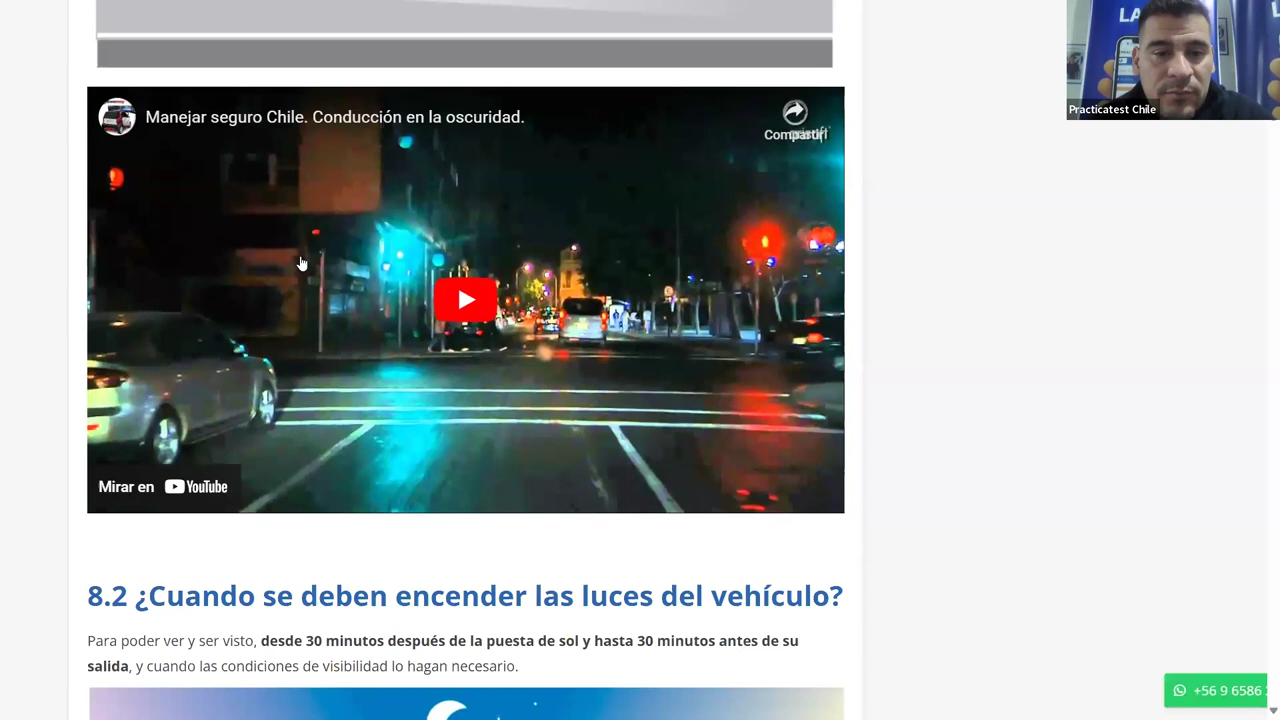 LA
Practicatest Chile
Manejar seguro Chile. Conducción en la oscuridad.
Compartir
Mirar en YouTube
8.2 ¿Cuando se deben encender las luces del vehículo?
Para poder ver y ser visto, desde 30 minutos después de la puesta de sol y hasta 30 minutos antes de su
salida, y cuando las condiciones de visibilidad lo hagan necesario.
+56 9 6586